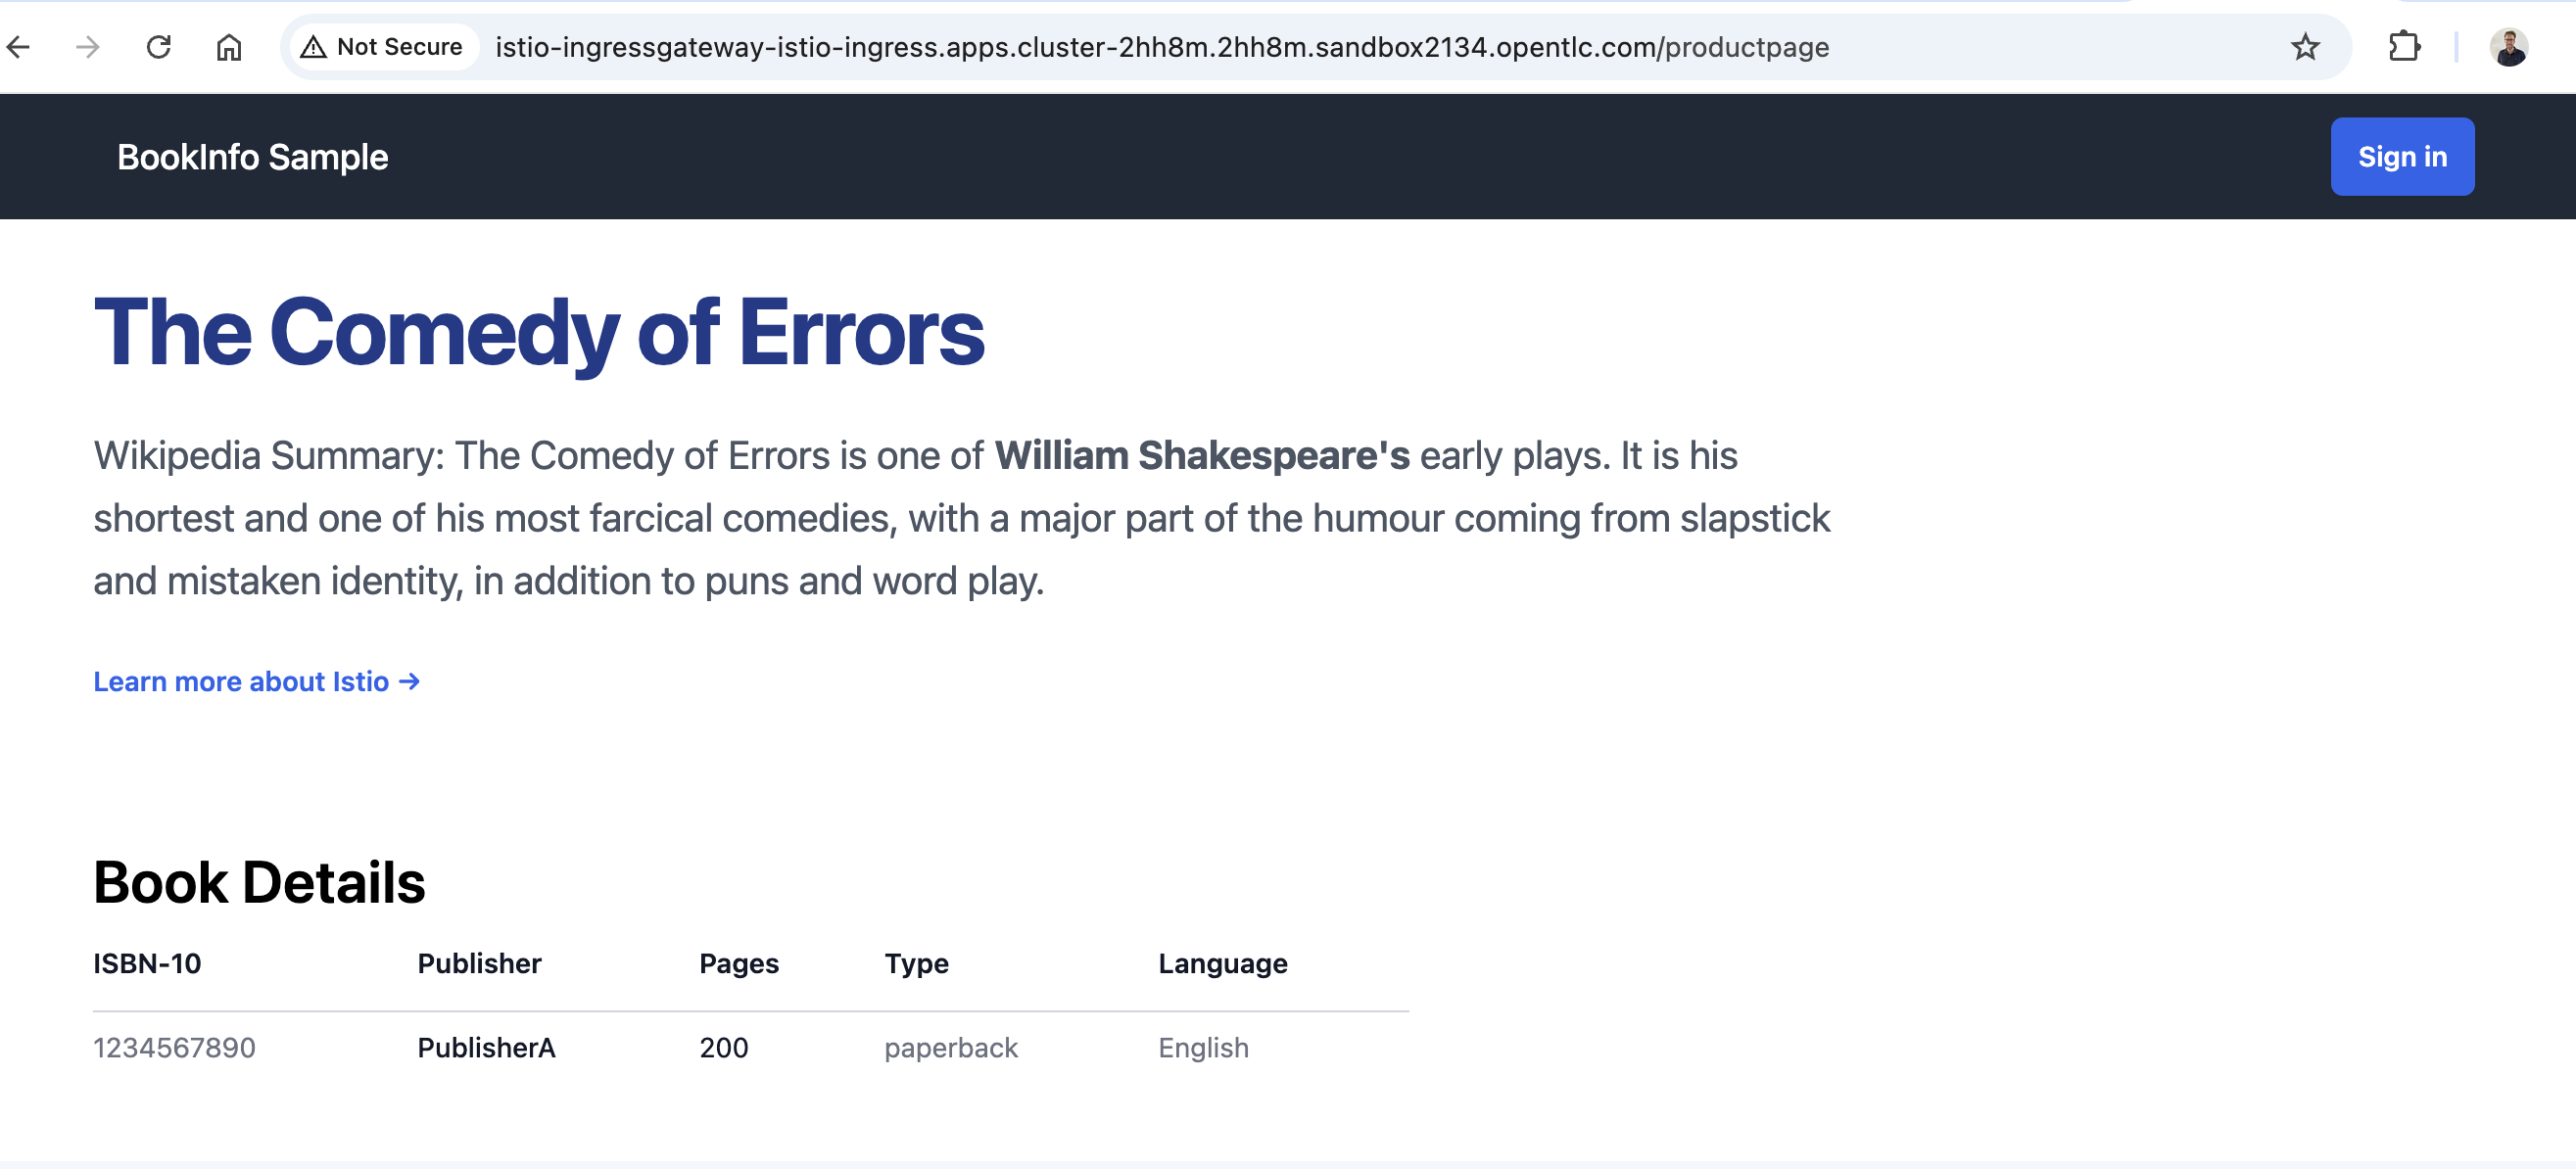 Not Secure istio-ingressgateway-istio-ingress.apps.cluster-2hh8m.2hh8m.sandbox2134.opentlc.com/productpage
BookInfo Sample Sign in
The Comedy of Errors
Wikipedia Summary: The Comedy of Errors is one of William Shakespeare's early plays. It is his
shortest and one of his most farcical comedies, with a major part of the humour coming from slapstick
and mistaken identity, in addition to puns and word play.
Learn more about Istio →
Book Details
ISBN-10 Publisher Pages Type Language
1234567890 PublisherA 200 paperback English